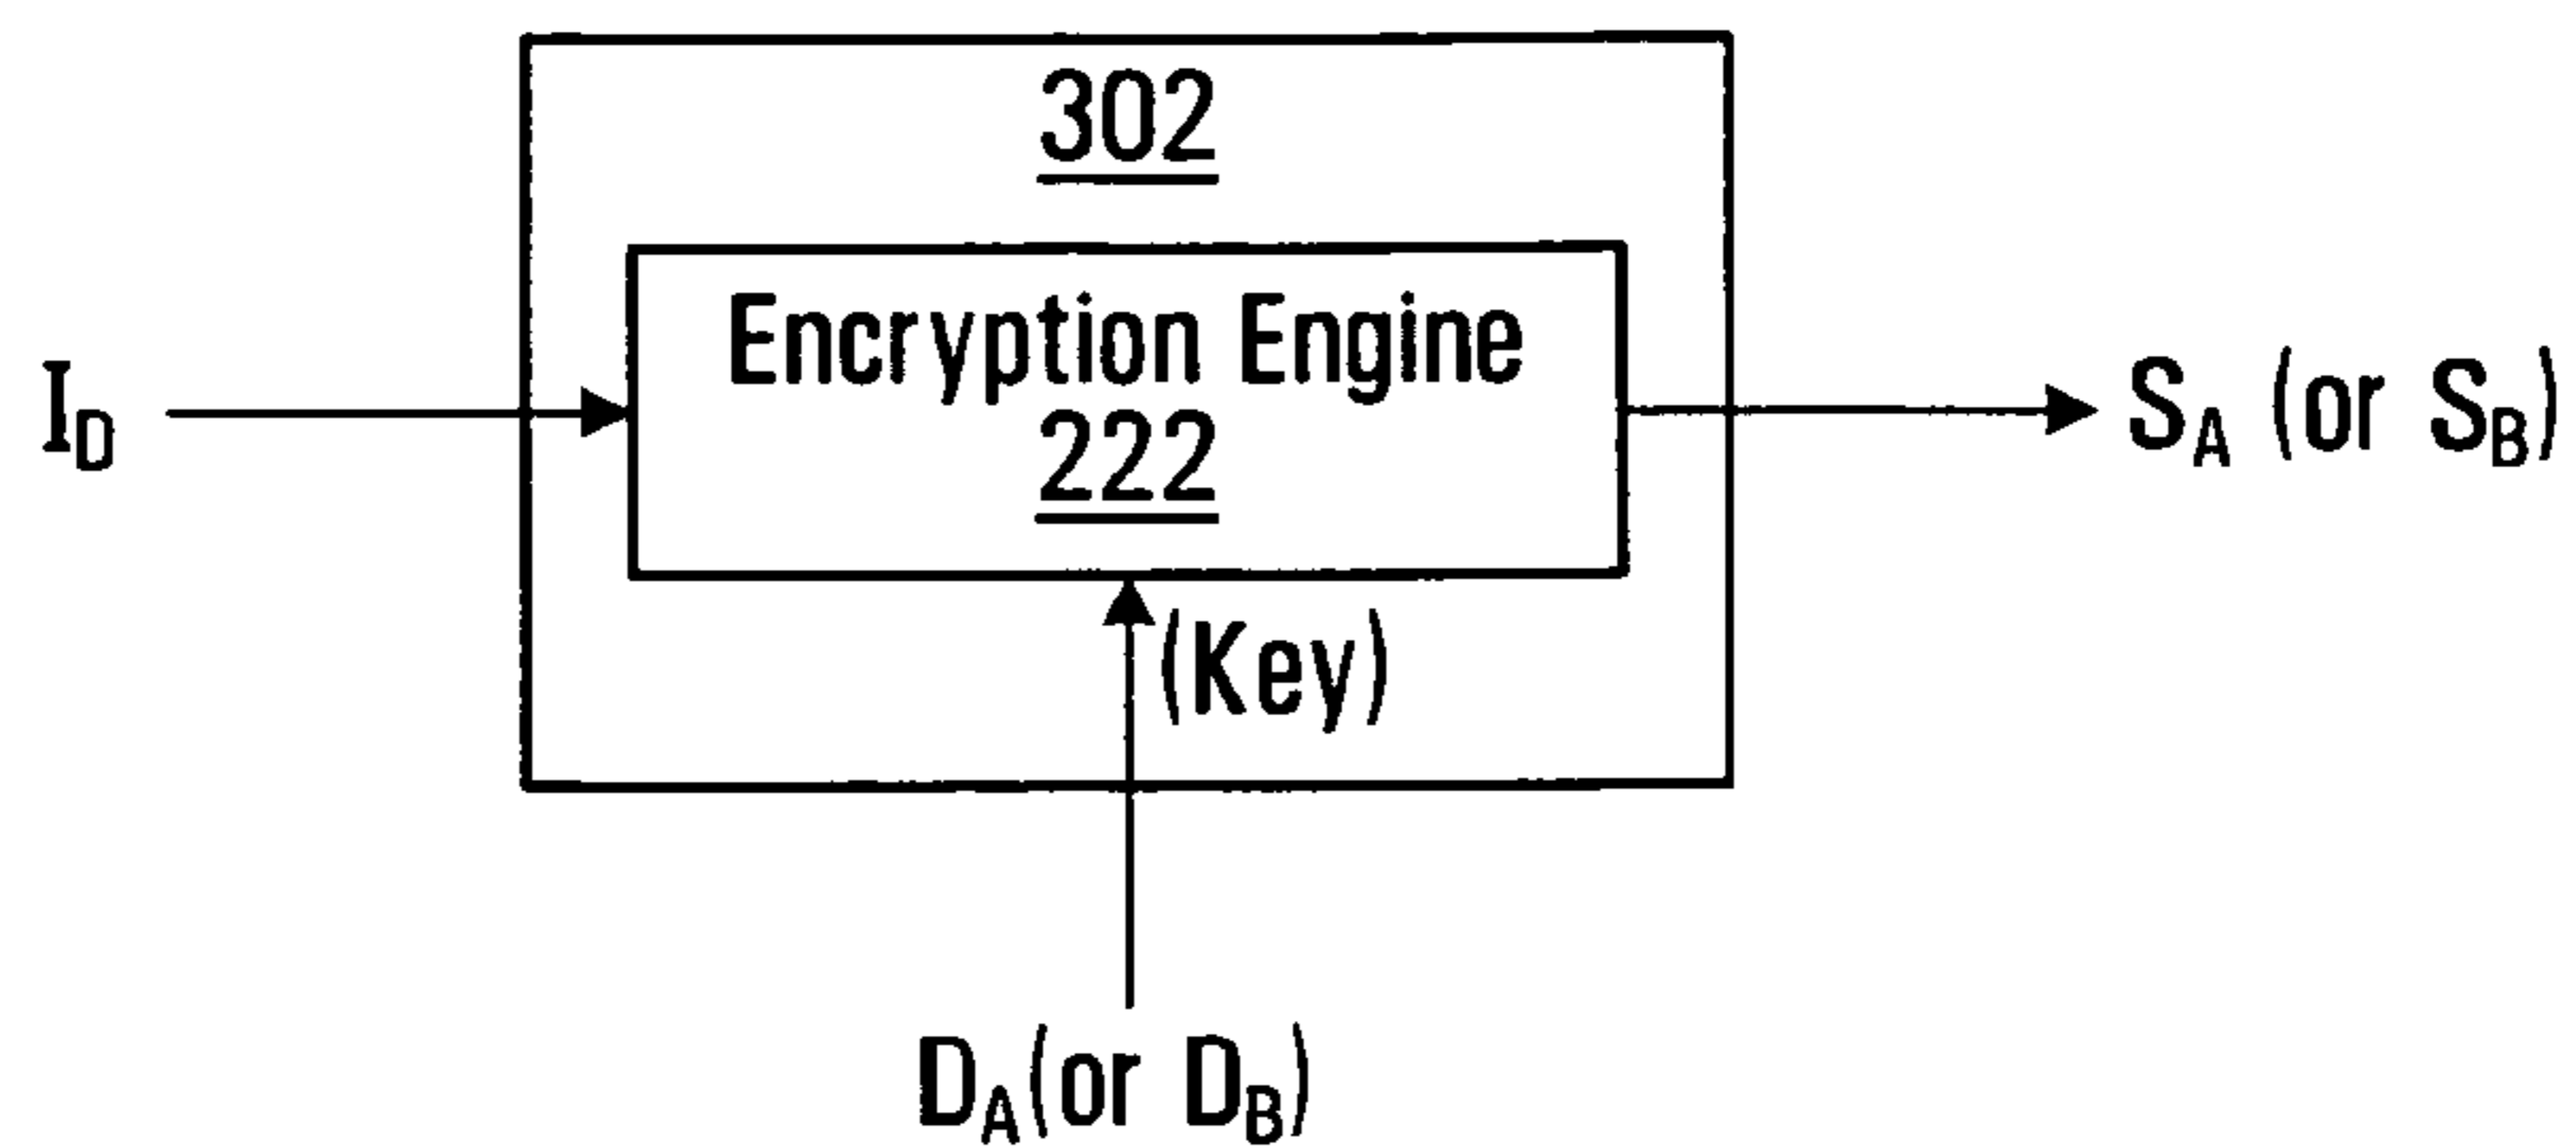 302
Encryption Engine
222
I_D
S_A (or S_B)
(Key)
D_A(or D_B)